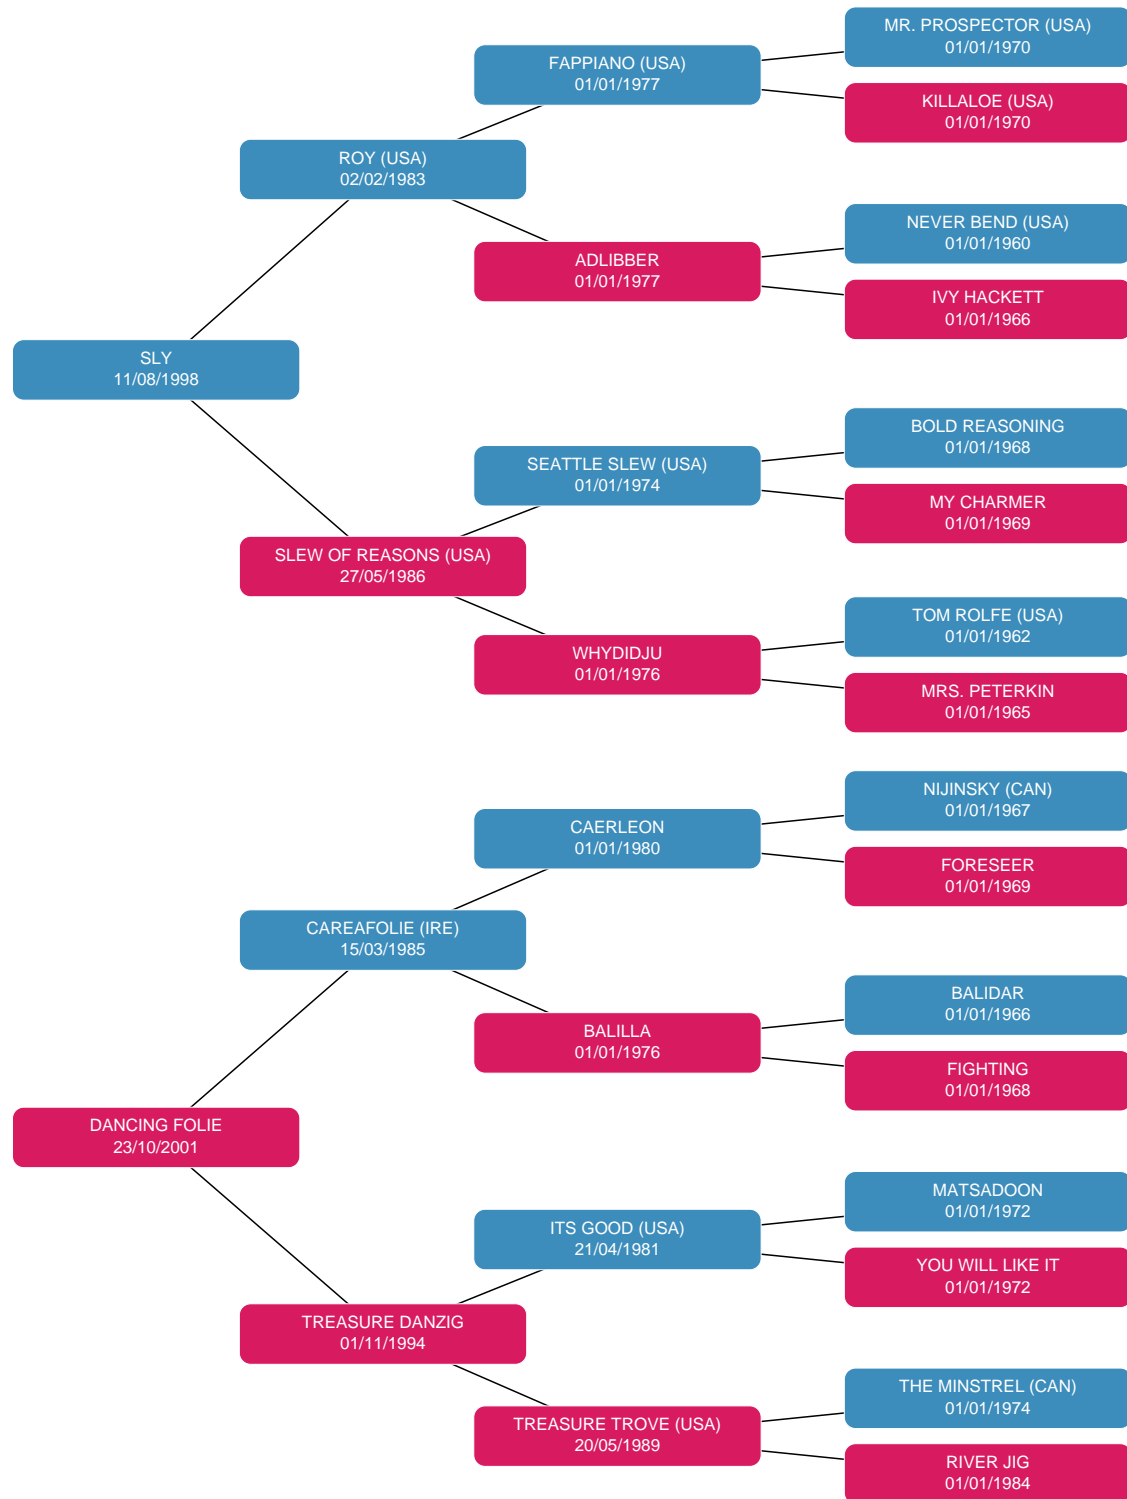 MR. PROSPECTOR (USA)
01/01/1970
FAPPIANO (USA)
01/01/1977
KILLALOE (USA)
01/01/1970
ROY (USA)
02/02/1983
NEVER BEND (USA)
01/01/1960
ADLIBBER
01/01/1977
IVY HACKETT
01/01/1966
SLY
11/08/1998
BOLD REASONING
01/01/1968
SEATTLE SLEW (USA)
01/01/1974
MY CHARMER
01/01/1969
SLEW OF REASONS (USA)
27/05/1986
TOM ROLFE (USA)
01/01/1962
WHYDIDJU
01/01/1976
MRS. PETERKIN
01/01/1965
NIJINSKY (CAN)
01/01/1967
CAERLEON
01/01/1980
FORESEER
01/01/1969
CAREAFOLIE (IRE)
15/03/1985
BALIDAR
01/01/1966
BALILLA
01/01/1976
FIGHTING
01/01/1968
DANCING FOLIE
23/10/2001
MATSADOON
01/01/1972
ITS GOOD (USA)
21/04/1981
YOU WILL LIKE IT
01/01/1972
TREASURE DANZIG
01/11/1994
THE MINSTREL (CAN)
01/01/1974
TREASURE TROVE (USA)
20/05/1989
RIVER JIG
01/01/1984